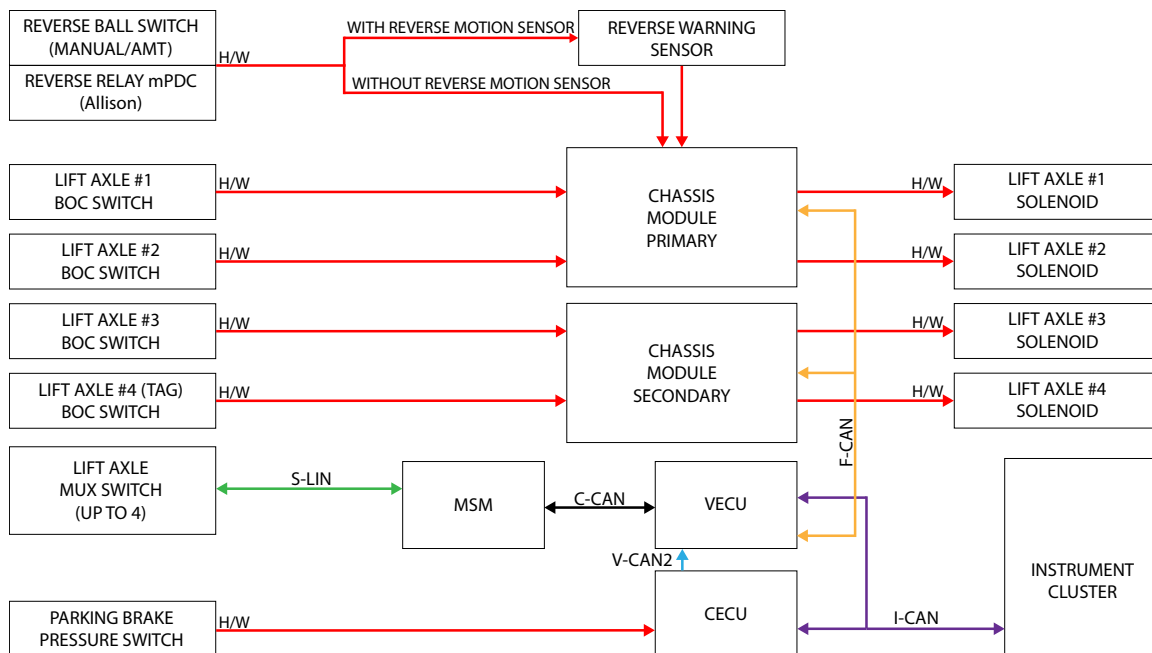 REVERSE BALL SWITCH
(MANUAL/AMT)
REVERSE RELAY mPDC
(Allison)
H/W
WITH REVERSE MOTION SENSOR
WITHOUT REVERSE MOTION SENSOR
REVERSE WARNING
SENSOR
LIFT AXLE #1
BOC SWITCH
H/W
LIFT AXLE #2
BOC SWITCH
H/W
CHASSIS
MODULE
PRIMARY
H/W
LIFT AXLE #1
SOLENOID
H/W
LIFT AXLE #2
SOLENOID
LIFT AXLE #3
BOC SWITCH
H/W
LIFT AXLE #4 (TAG)
BOC SWITCH
H/W
CHASSIS
MODULE
SECONDARY
H/W
LIFT AXLE #3
SOLENOID
H/W
LIFT AXLE #4
SOLENOID
F-CAN
LIFT AXLE
MUX SWITCH
(UP TO 4)
S-LIN
MSM
C-CAN
VECU
V-CAN2
PARKING BRAKE
PRESSURE SWITCH
H/W
CECU
I-CAN
INSTRUMENT
CLUSTER